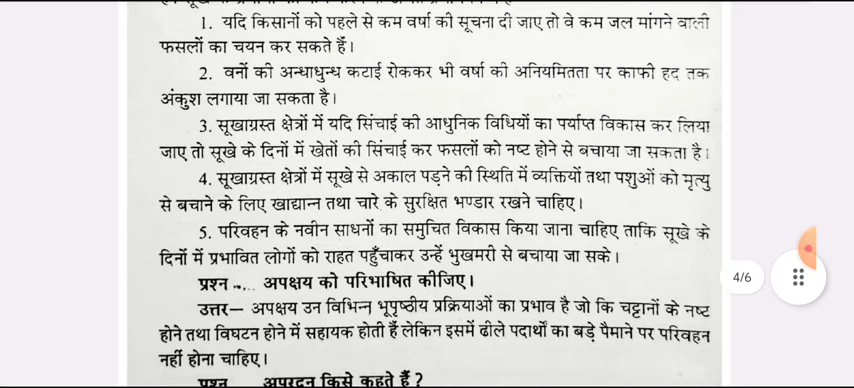 1. यदि किसानों को पहले से कम वर्षा की सूचना दी जाए तो वे कम जल मांगने वाली
फसलों का चयन कर सकते हैं।
2. वनों की अन्धाधुन्ध कटाई रोककर भी वर्षा की अनियमितता पर काफी हद तक
अंकुश लगाया जा सकता है।
3. सूखाग्रस्त क्षेत्रों में यदि सिंचाई की आधुनिक विधियों का पर्याप्त विकास कर लिया
जाए तो सूखे के दिनों में खेतों की सिंचाई कर फसलों को नष्ट होने से बचाया जा सकता है।
4. सूखाग्रस्त क्षेत्रों में सूखे से अकाल पड़ने की स्थिति में व्यक्तियों तथा पशुओं को मृत्यु
से बचाने के लिए खाद्यान्न तथा चारे के सुरक्षित भण्डार रखने चाहिए।
5. परिवहन के नवीन साधनों का समुचित विकास किया जाना चाहिए ताकि सूखे के
दिनों में प्रभावित लोगों को राहत पहुँचाकर उन्हें भुखमरी से बचाया जा सके।
4/6
प्रश्न .... अपक्षय को परिभाषित कीजिए।
उत्तर— अपक्षय उन विभिन्न भूपृष्ठीय प्रक्रियाओं का प्रभाव है जो कि चट्टानों के नष्ट
होने तथा विघटन होने में सहायक होती हैं लेकिन इसमें ढीले पदार्थों का बड़े पैमाने पर परिवहन
नहीं होना चाहिए।
प्रश्न अपरदन किसे कहते हैं ?